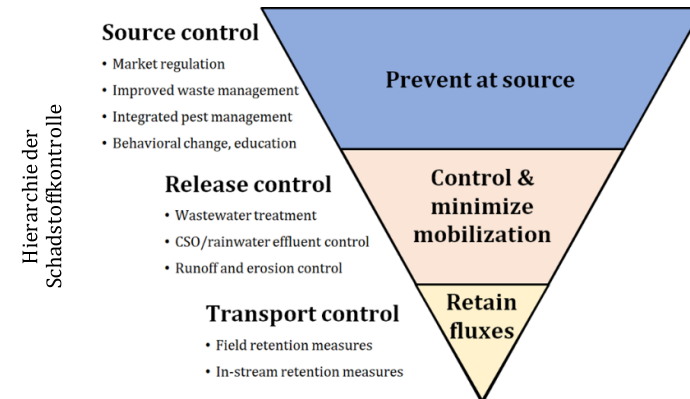 Hierarchie der
Schadstoffkontrolle
Source control
• Market regulation
• Improved waste management
• Integrated pest management
• Behavioral change, education
Prevent at source
Release control
• Wastewater treatment
• CSO/rainwater effluent control
• Runoff and erosion control
Control &
minimize
mobilization
Transport control
• Field retention measures
• In-stream retention measures
Retain
fluxes